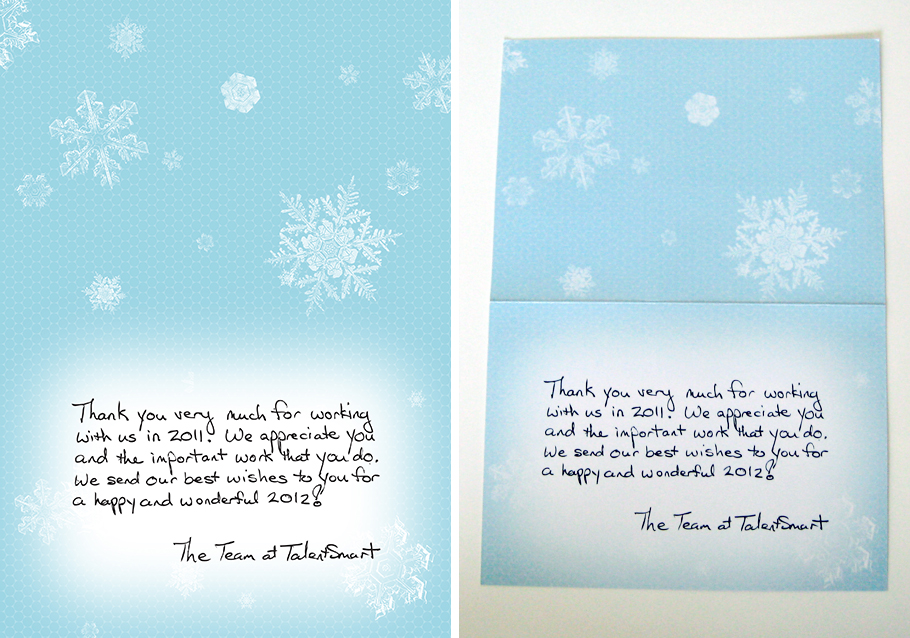 Thank you very much for working
with us in 2011. We appreciate you
and the important work that you do.
We send our best wishes to you for
a happy and wonderful 2012!
The Team at TalentSmart
Thank you very much for working
with us in 2011. We appreciate you
and the important work that you do.
We send our best wishes to you for
a happy and wonderful 2012!
The Team at TalentSmart